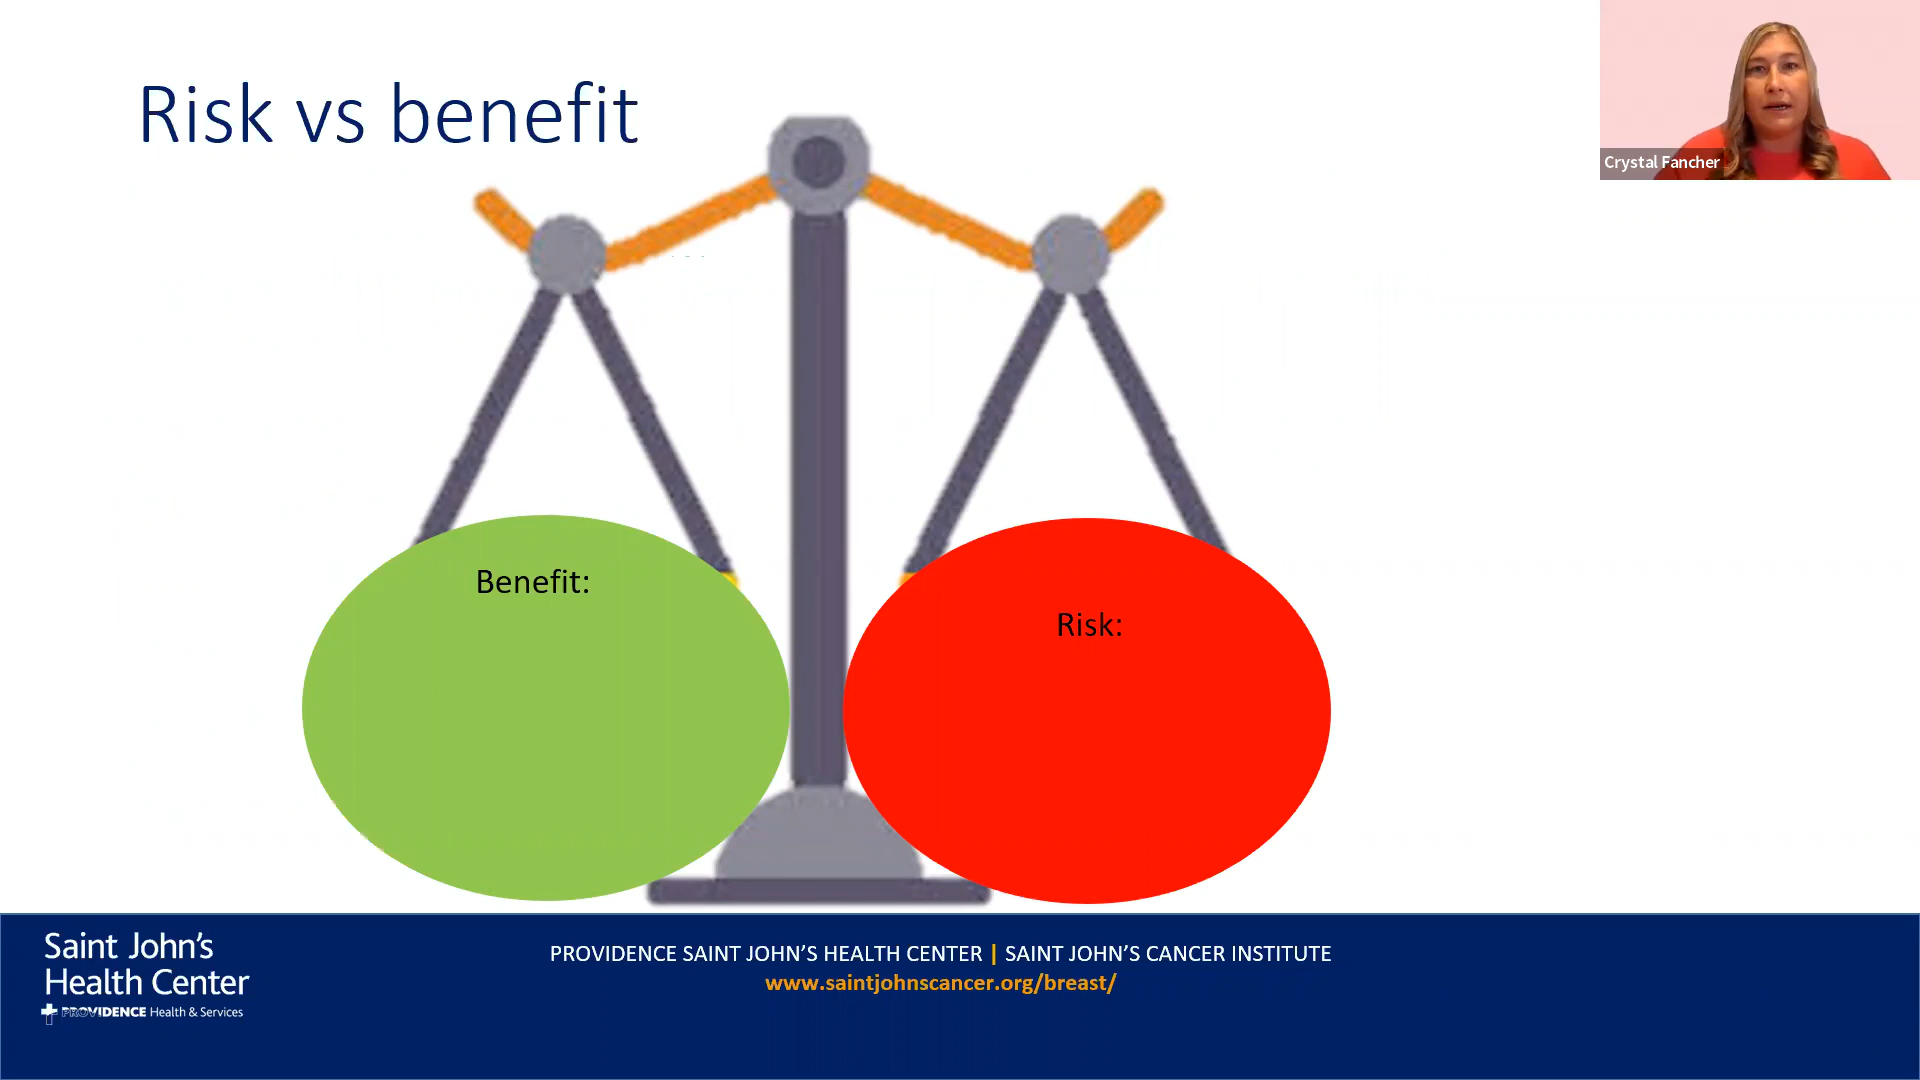 Risk vs benefit
Crystal Fancher
Benefit:
Risk:
Saint John’s
Health Center
PROVIDENCE Health & Services
PROVIDENCE SAINT JOHN’S HEALTH CENTER | SAINT JOHN’S CANCER INSTITUTE
www.saintjohnscancer.org/breast/